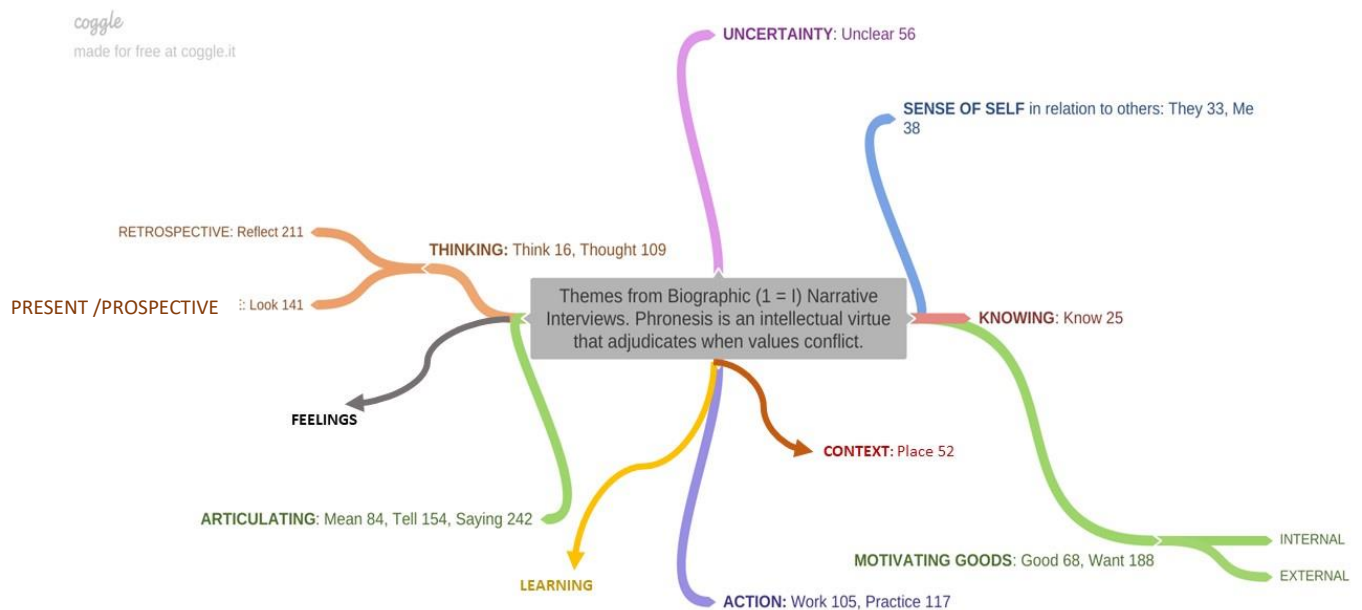 coggle
made for free at coggle.it
UNCERTAINTY: Unclear 56
SENSE OF SELF in relation to others: They 33, Me
38
RETROSPECTIVE: Reflect 211
THINKING: Think 16, Thought 109
PRESENT /PROSPECTIVE : Look 141
Themes from Biographic (1 = I) Narrative
Interviews. Phronesis is an intellectual virtue
that adjudicates when values conflict.
KNOWING: Know 25
FEELINGS
CONTEXT: Place 52
ARTICULATING: Mean 84, Tell 154, Saying 242
LEARNING
MOTIVATING GOODS: Good 68, Want 188
INTERNAL
EXTERNAL
ACTION: Work 105, Practice 117